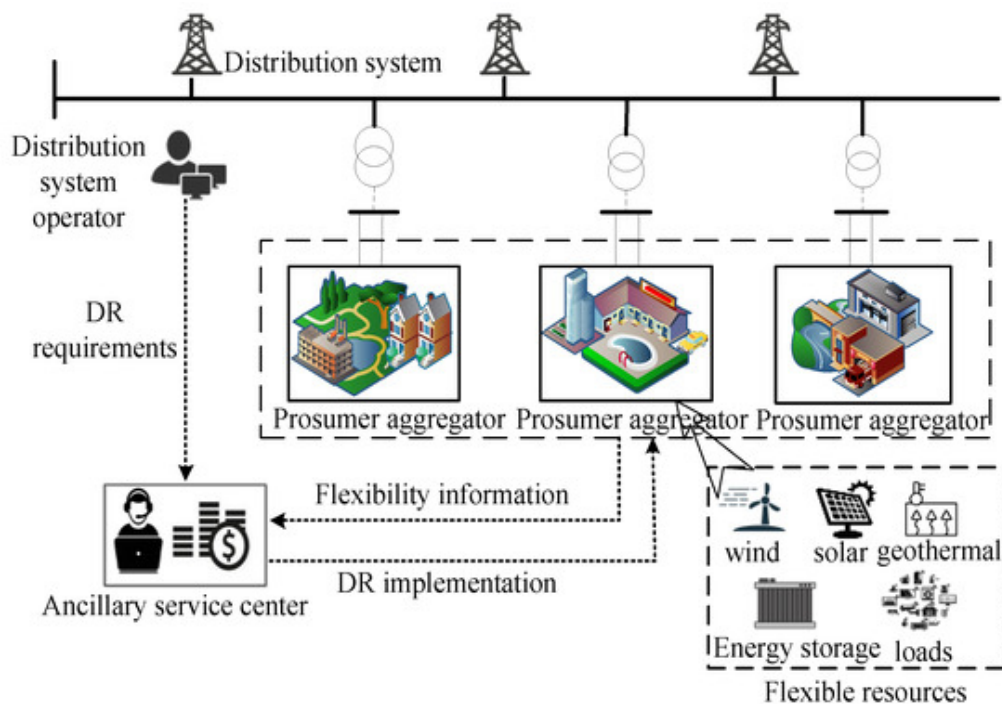 Distribution system
Distribution
system
operator
DR
requirements
Prosumer aggregator
Prosumer aggregator
Prosumer aggregator
Flexibility information
DR implementation
Ancillary service center
$
wind
solar
geothermal
Energy storage
loads
Flexible resources